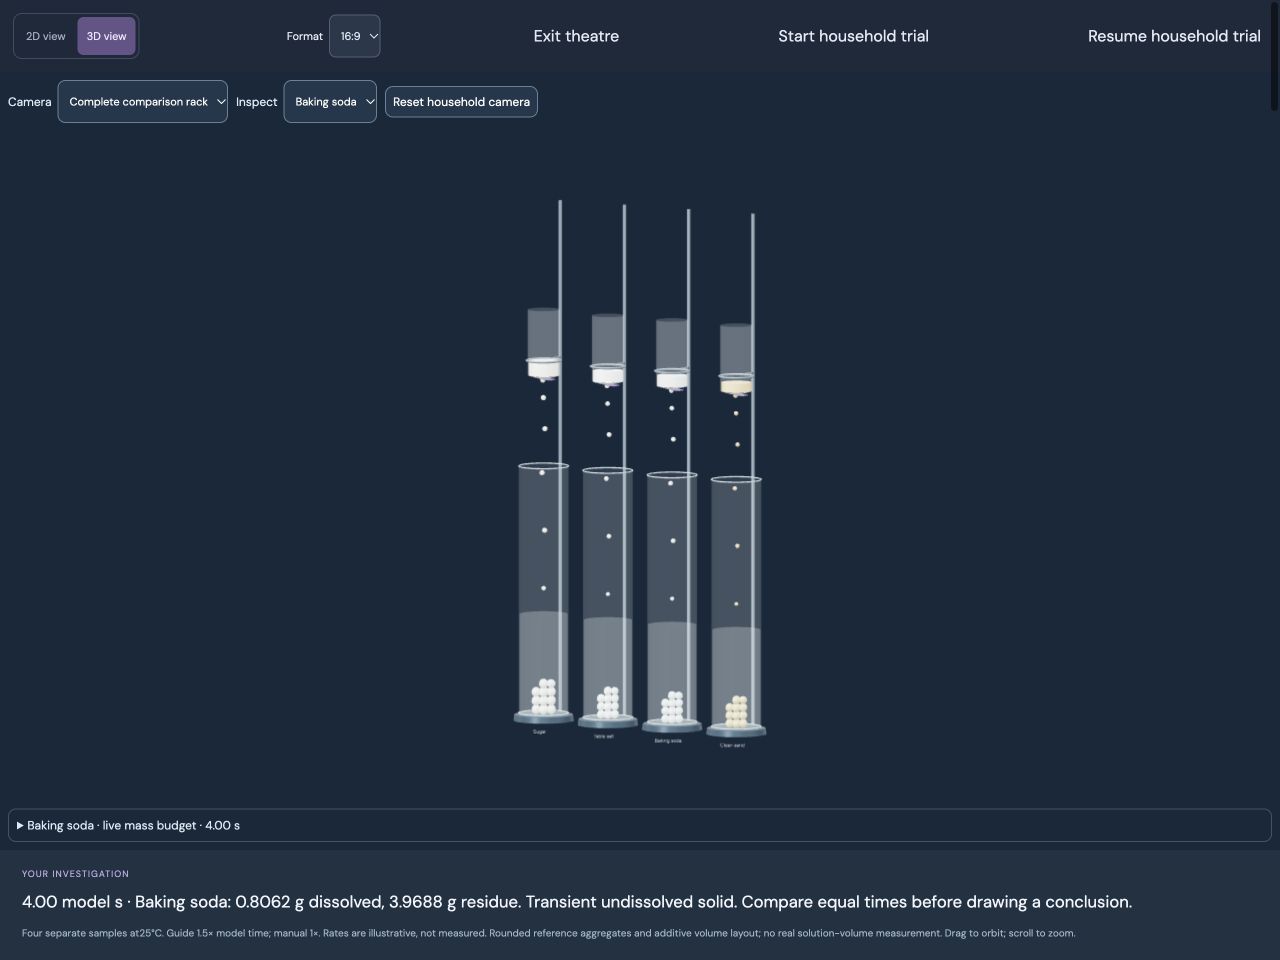 2D view 3D view Format 16:9 Exit theatre Start household trial Resume household trial
Camera Complete comparison rack Inspect Baking soda Reset household camera
Sugar Table salt Baking soda Clean sand
Baking soda · live mass budget · 4.00 s
YOUR INVESTIGATION
4.00 model s · Baking soda: 0.8062 g dissolved, 3.9688 g residue. Transient undissolved solid. Compare equal times before drawing a conclusion.
Four separate samples at25°C. Guide 1.5× model time; manual 1×. Rates are illustrative, not measured. Rounded reference aggregates and additive volume layout; no real solution-volume measurement. Drag to orbit; scroll to zoom.